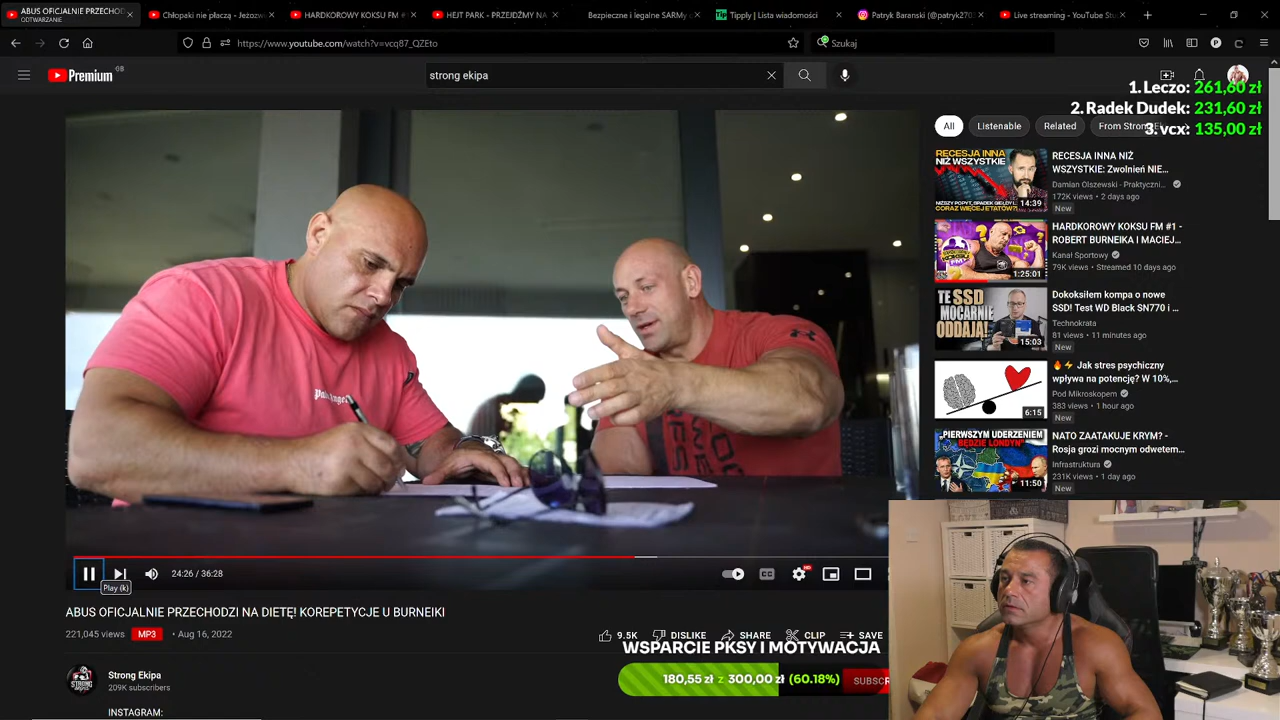 ABUS OFICJALNIE PRZECHOD
ODTWARZANIE
Chłopaki nie płaczą - Jeżozwi
HARDKOROWY KOKSU FM #
HEJT PARK - PRZEJDŹMY NA
Bezpieczne i legalne SARMy
Tipply | Lista wiadomości
Patryk Baranski (@patryk270
Live streaming - YouTube Stu
https://www.youtube.com/watch?v=vcq87_QZEto
Szukaj
Premium GB
strong ekipa
1. Leczo: 261,60 zł
2. Radek Dudek: 231,60 zł
3. vcx: 135,00 zł
All
Listenable
Related
From Strong E
RECESJA INNA
NIŻ WSZYSTKIE
14:39
RECESJA INNA NIŻ
WSZYSTKIE: Zwolnień NIE...
Damian Olszewski - Praktyczni...
172K views • 2 days ago
New
1:25:01
HARDKOROWY KOKSU FM #1 -
ROBERT BURNEIKA I MACIEJ...
Kanał Sportowy
79K views • Streamed 10 days ago
TE SSD
MOCARNIE
ODDAJĄ!
15:03
Dokoksiłem kompa o nowe
SSD! Test WD Black SN770 i ...
Technokrata
81 views • 11 minutes ago
New
6:15
🔥⚡ Jak stres psychiczny
wpływa na potencję? W 10%,...
Pod Mikroskopem
383 views • 1 hour ago
New
PIERWSZYM UDERZENIEM
BĘDZIE LONDYN"
11:50
NATO ZAATAKUJE KRYM? -
Rosja grozi mocnym odwetem...
Infrastruktura
231K views • 1 day ago
New
24:26 / 36:28
Play (k)
ABUS OFICJALNIE PRZECHODZI NA DIETĘ! KOREPETYCJE U BURNEIKI
221,045 views
MP3
• Aug 16, 2022
9.5K
DISLIKE
SHARE
CLIP
SAVE
WSPARCIE PKSY I MOTYWACJA
180,55 zł z 300,00 zł (60.18%)
SUBSCR
Strong Ekipa
209K subscribers
INSTAGRAM: